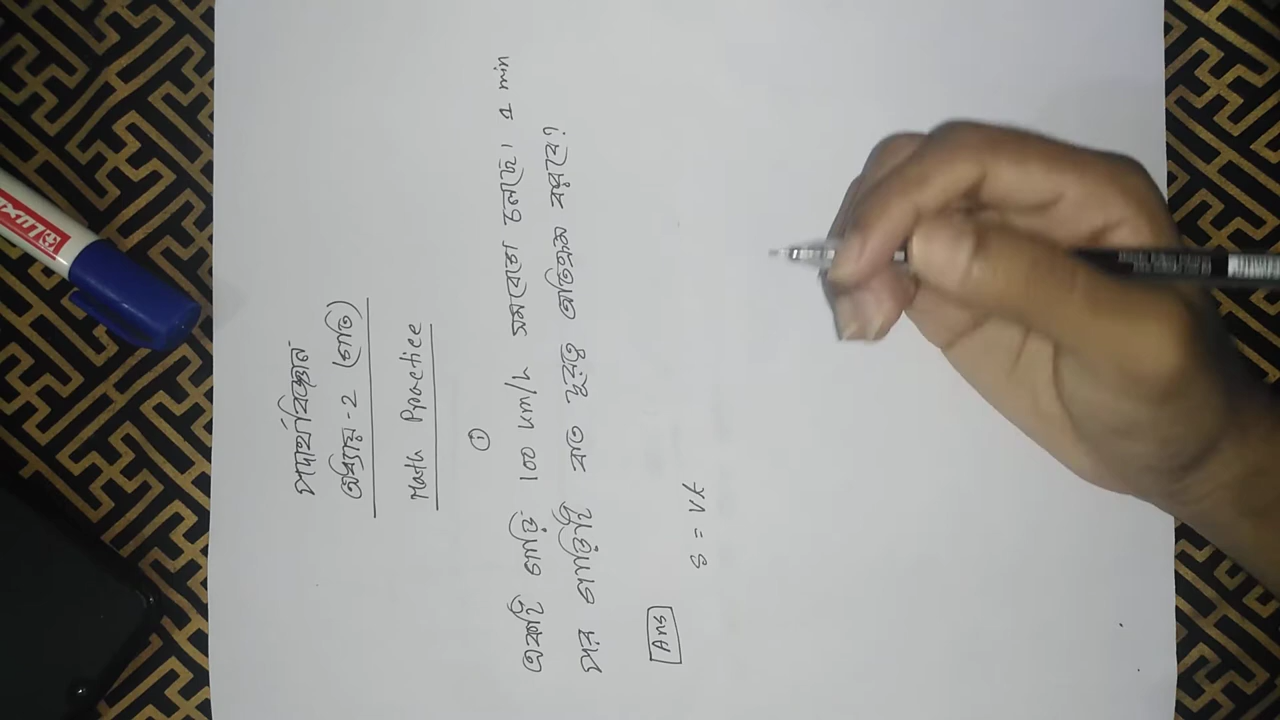 পদার্থবিজ্ঞান
অধ্যায় - 2 (গতি)
Math Practice
①
একটি গাড়ি 100 km/h সমবেগে চলছে। 1 min
পর গাড়িটি কত দূরত্ব অতিক্রম করবে?
Ans
S = vt
LUX